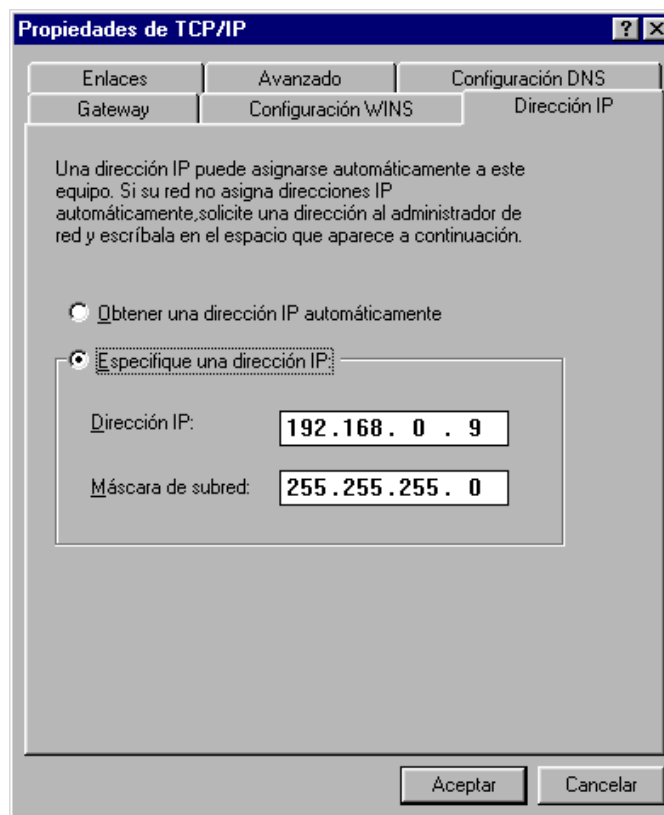 Propiedades de TCP/IP
Enlaces Avanzado Configuración DNS
Gateway Configuración WINS Dirección IP
Una dirección IP puede asignarse automáticamente a este
equipo. Si su red no asigna direcciones IP
automáticamente,solicite una dirección al administrador de
red y escríbala en el espacio que aparece a continuación.
Obtener una dirección IP automáticamente
Especifique una dirección IP:
Dirección IP: 192.168. 0 . 9
Máscara de subred: 255.255.255. 0
Aceptar Cancelar